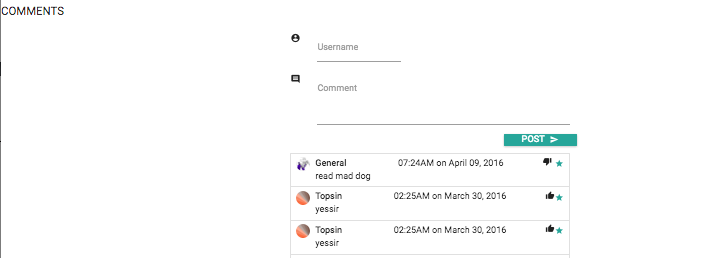 COMMENTS
Username
Comment
POST
General 07:24AM on April 09, 2016
read mad dog
Topsin 02:25AM on March 30, 2016
yessir
Topsin 02:25AM on March 30, 2016
yessir